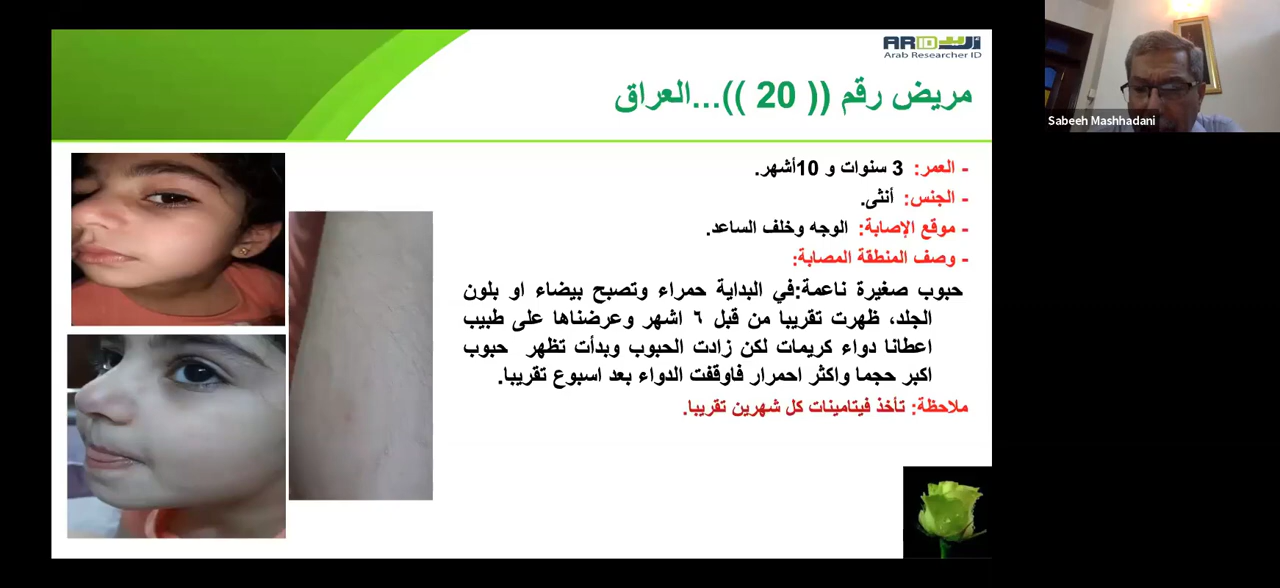 ARID أريد
Arab Researcher ID
مريض رقم (( 20 ))...العراق
- العمر: 3 سنوات و 10أشهر.
- الجنس: أنثى.
- موقع الإصابة: الوجه وخلف الساعد.
- وصف المنطقة المصابة:
حبوب صغيرة ناعمة:في البداية حمراء وتصبح بيضاء او بلون
الجلد، ظهرت تقريبا من قبل ٦ اشهر وعرضناها على طبيب
اعطانا دواء كريمات لكن زادت الحبوب وبدأت تظهر حبوب
اكبر حجما واكثر احمرار فاوقفت الدواء بعد اسبوع تقريبا.
ملاحظة: تأخذ فيتامينات كل شهرين تقريبا.
Sabeeh Mashhadani